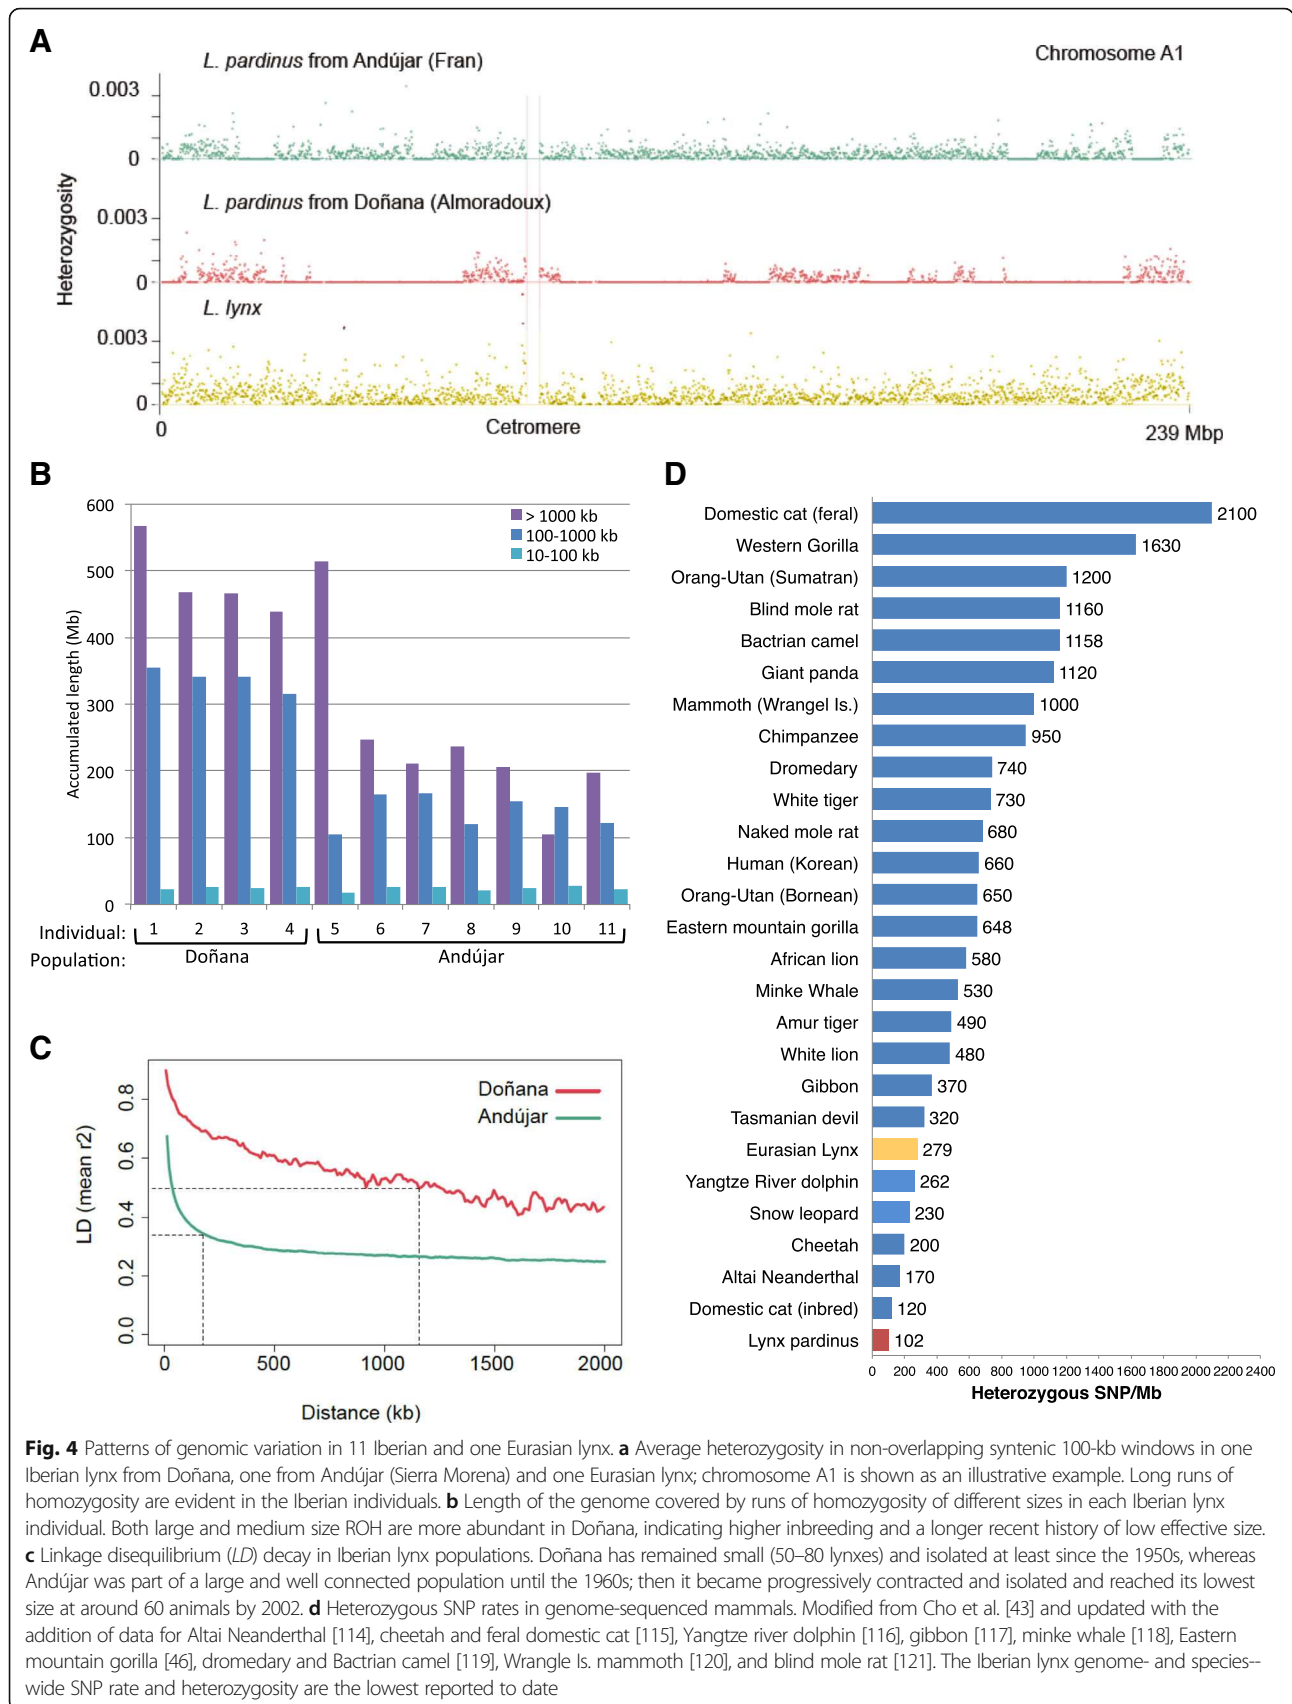 A
L. pardinus from Andújar (Fran)
Chromosome A1
0.003
0
L. pardinus from Doñana (Almoradoux)
0.003
0
Heterozygosity
L. lynx
0.003
0
0
Cetromere
239 Mbp
B
600
500
400
300
200
100
0
Accumulated length (Mb)
> 1000 kb
100-1000 kb
10-100 kb
Individual: 1 2 3 4 5 6 7 8 9 10 11
Population: Doñana Andújar
C
LD (mean r2)
0.8
0.6
0.4
0.2
0.0
Doñana
Andújar
0 500 1000 1500 2000
Distance (kb)
D
Domestic cat (feral) 2100
Western Gorilla 1630
Orang-Utan (Sumatran) 1200
Blind mole rat 1160
Bactrian camel 1158
Giant panda 1120
Mammoth (Wrangel Is.) 1000
Chimpanzee 950
Dromedary 740
White tiger 730
Naked mole rat 680
Human (Korean) 660
Orang-Utan (Bornean) 650
Eastern mountain gorilla 648
African lion 580
Minke Whale 530
Amur tiger 490
White lion 480
Gibbon 370
Tasmanian devil 320
Eurasian Lynx 279
Yangtze River dolphin 262
Snow leopard 230
Cheetah 200
Altai Neanderthal 170
Domestic cat (inbred) 120
Lynx pardinus 102
0 200 400 600 800 1000 1200 1400 1600 1800 2000 2200 2400
Heterozygous SNP/Mb
Fig. 4 Patterns of genomic variation in 11 Iberian and one Eurasian lynx. a Average heterozygosity in non-overlapping syntenic 100-kb windows in one
Iberian lynx from Doñana, one from Andújar (Sierra Morena) and one Eurasian lynx; chromosome A1 is shown as an illustrative example. Long runs of
homozygosity are evident in the Iberian individuals. b Length of the genome covered by runs of homozygosity of different sizes in each Iberian lynx
individual. Both large and medium size ROH are more abundant in Doñana, indicating higher inbreeding and a longer recent history of low effective size.
c Linkage disequilibrium (LD) decay in Iberian lynx populations. Doñana has remained small (50–80 lynxes) and isolated at least since the 1950s, whereas
Andújar was part of a large and well connected population until the 1960s; then it became progressively contracted and isolated and reached its lowest
size at around 60 animals by 2002. d Heterozygous SNP rates in genome-sequenced mammals. Modified from Cho et al. [43] and updated with the
addition of data for Altai Neanderthal [114], cheetah and feral domestic cat [115], Yangtze river dolphin [116], gibbon [117], minke whale [118], Eastern
mountain gorilla [46], dromedary and Bactrian camel [119], Wrangle Is. mammoth [120], and blind mole rat [121]. The Iberian lynx genome- and species--
wide SNP rate and heterozygosity are the lowest reported to date